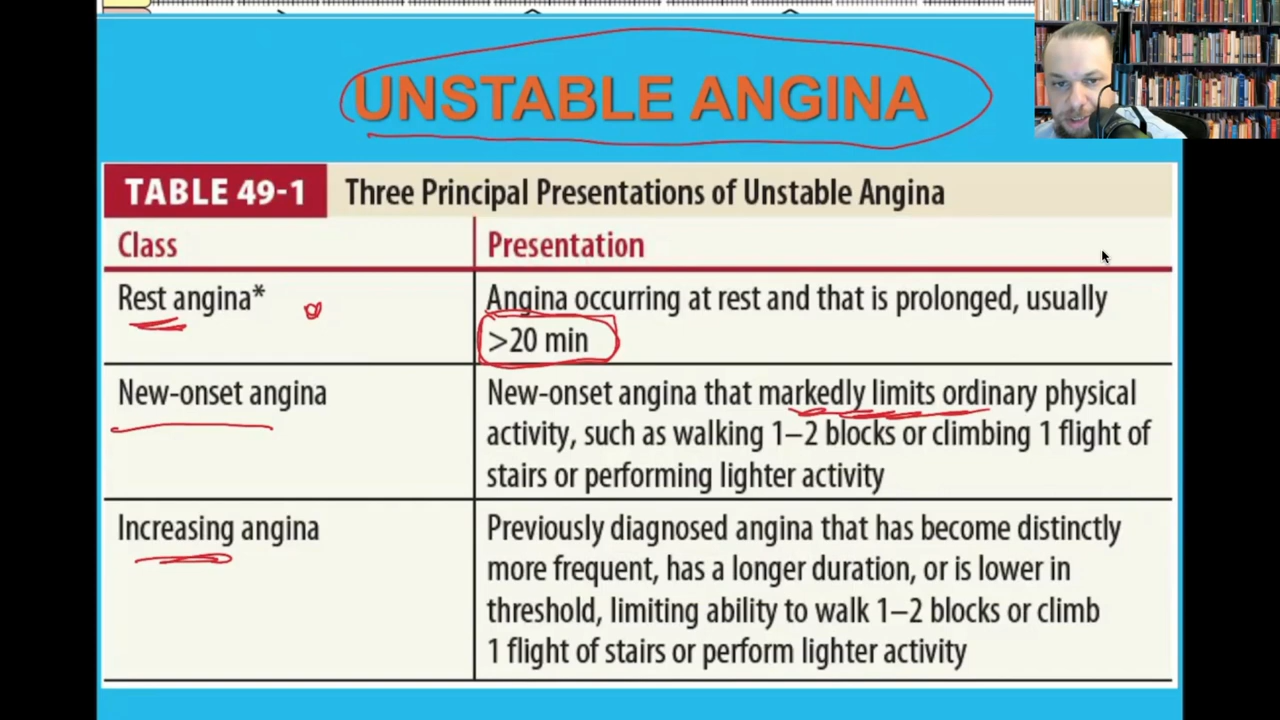 UNSTABLE ANGINA
TABLE 49-1 Three Principal Presentations of Unstable Angina
Class Presentation
Rest angina* Angina occurring at rest and that is prolonged, usually
>20 min
New-onset angina New-onset angina that markedly limits ordinary physical
activity, such as walking 1–2 blocks or climbing 1 flight of
stairs or performing lighter activity
Increasing angina Previously diagnosed angina that has become distinctly
more frequent, has a longer duration, or is lower in
threshold, limiting ability to walk 1–2 blocks or climb
1 flight of stairs or perform lighter activity